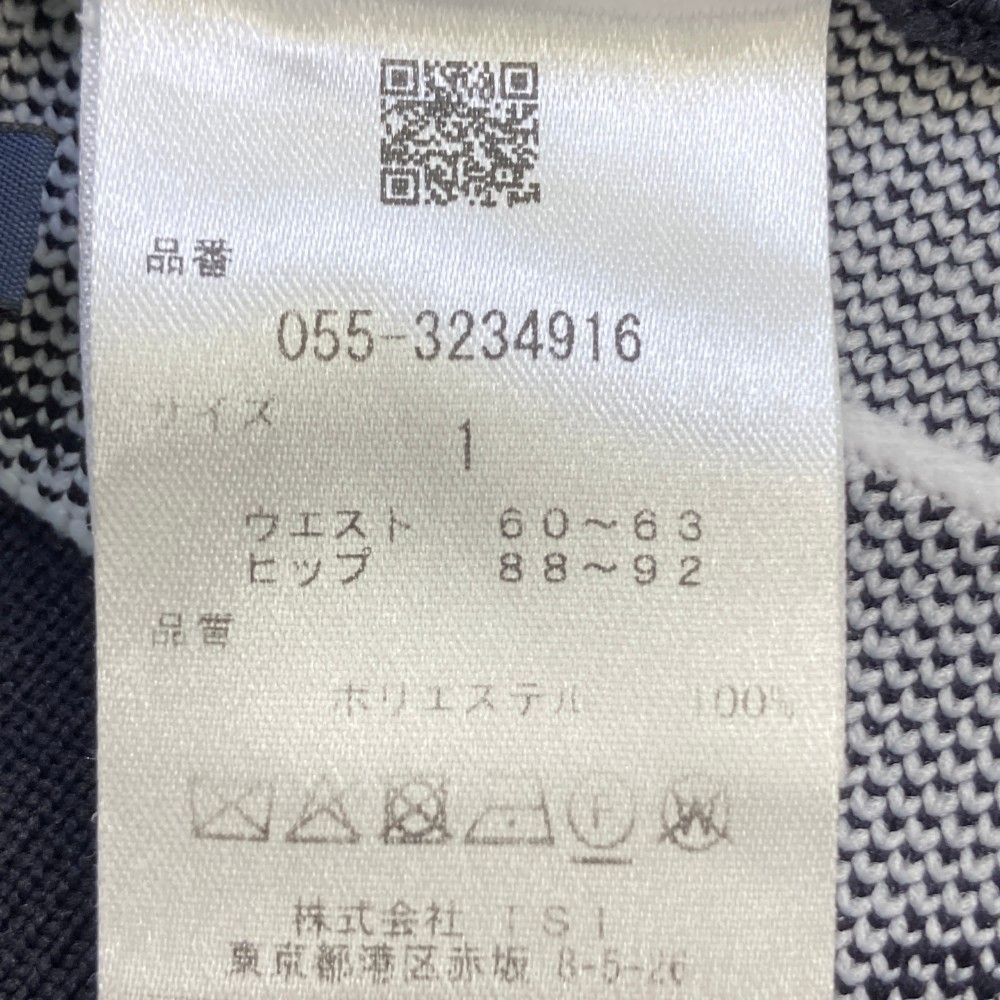 品番
055-3234916
サイズ
1
ウエスト 60〜63
ヒップ 88〜92
品番
ポリエステル 100%
F
W
株式会社 TSI
東京都港区赤坂 8-5-26